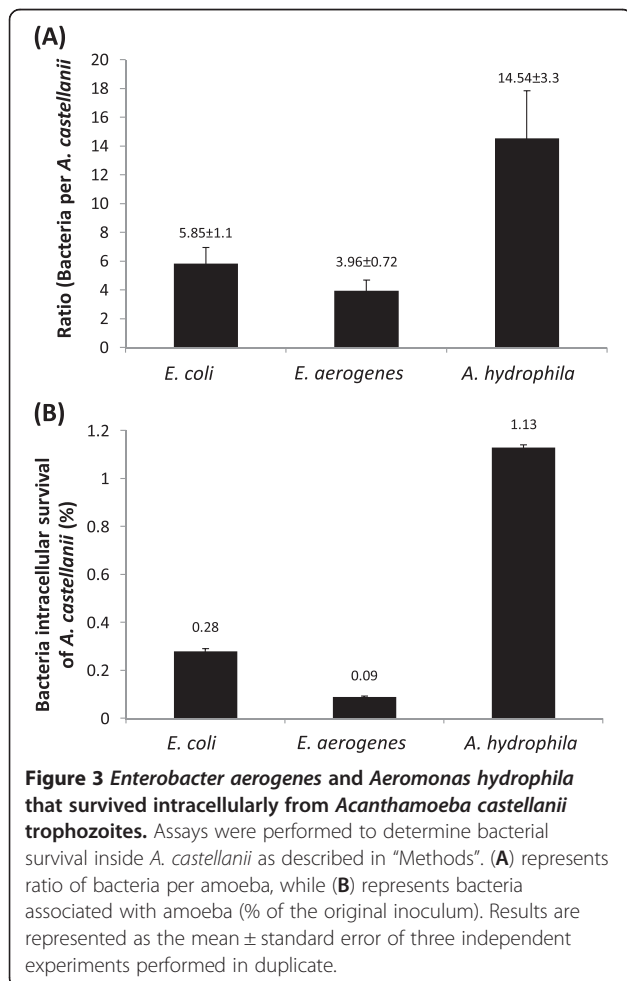 (A)
Ratio (Bacteria per A. castellanii
20
18
16
14
12
10
8
6
4
2
0
5.85±1.1
3.96±0.72
14.54±3.3
E. coli
E. aerogenes
A. hydrophila
(B)
Bacteria intracellular survival
of A. castellanii (%)
1.2
1
0.8
0.6
0.4
0.2
0
0.28
0.09
1.13
E. coli
E. aerogenes
A. hydrophila
Figure 3 Enterobacter aerogenes and Aeromonas hydrophila
that survived intracellularly from Acanthamoeba castellanii
trophozoites. Assays were performed to determine bacterial
survival inside A. castellanii as described in “Methods”. (A) represents
ratio of bacteria per amoeba, while (B) represents bacteria
associated with amoeba (% of the original inoculum). Results are
represented as the mean ± standard error of three independent
experiments performed in duplicate.